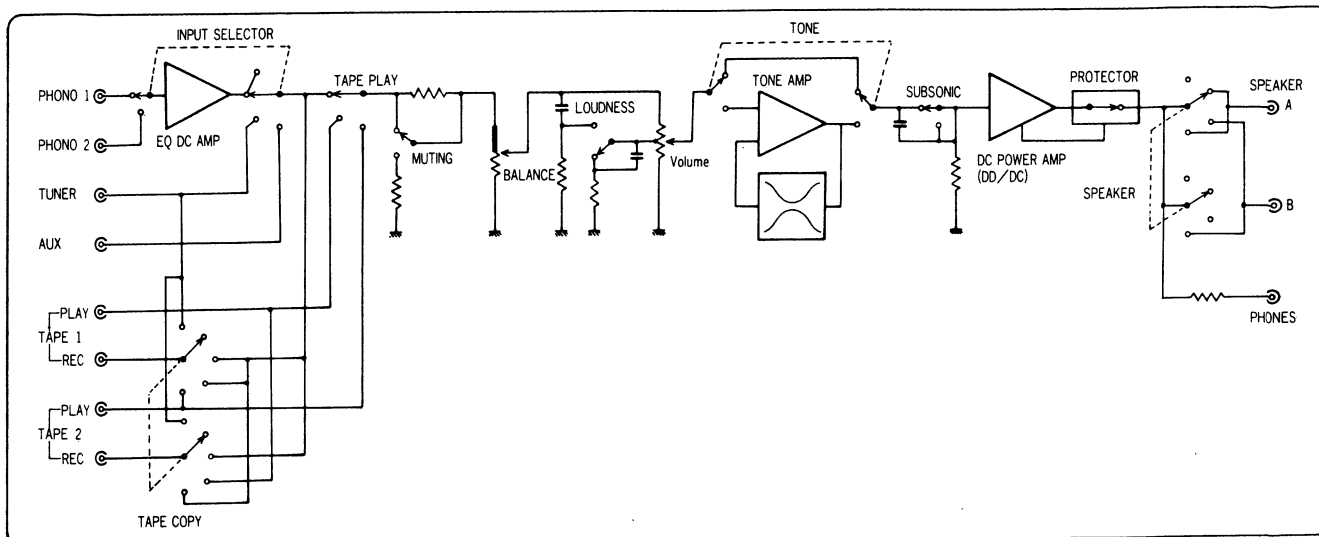 INPUT SELECTOR
TONE
PHONO 1
EQ DC AMP
TAPE PLAY
LOUDNESS
TONE AMP
SUBSONIC
PROTECTOR
SPEAKER
A
PHONO 2
MUTING
BALANCE
Volume
DC POWER AMP
(DD/DC)
TUNER
SPEAKER
B
AUX
PLAY
TAPE 1
REC
PHONES
PLAY
TAPE 2
REC
TAPE COPY